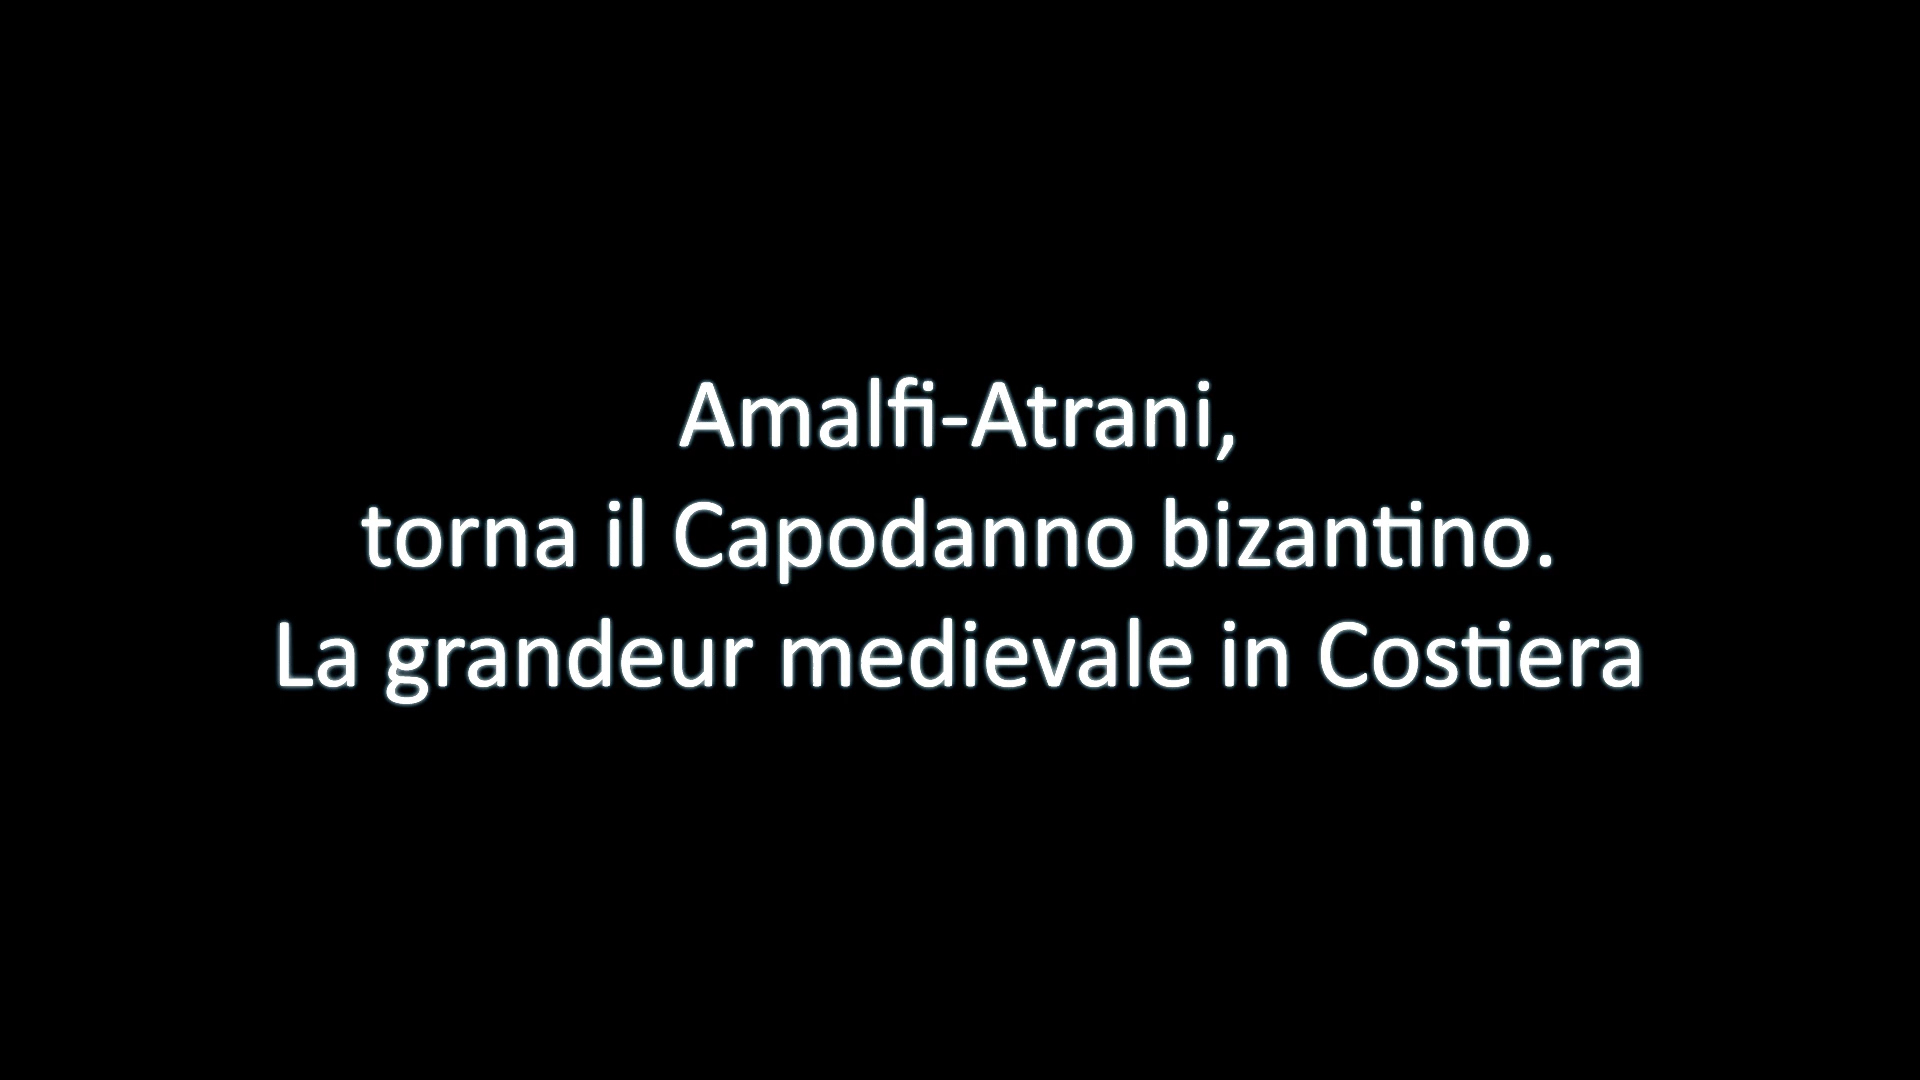 Amalfi-Atrani,
torna il Capodanno bizantino.
La grandeur medievale in Costiera